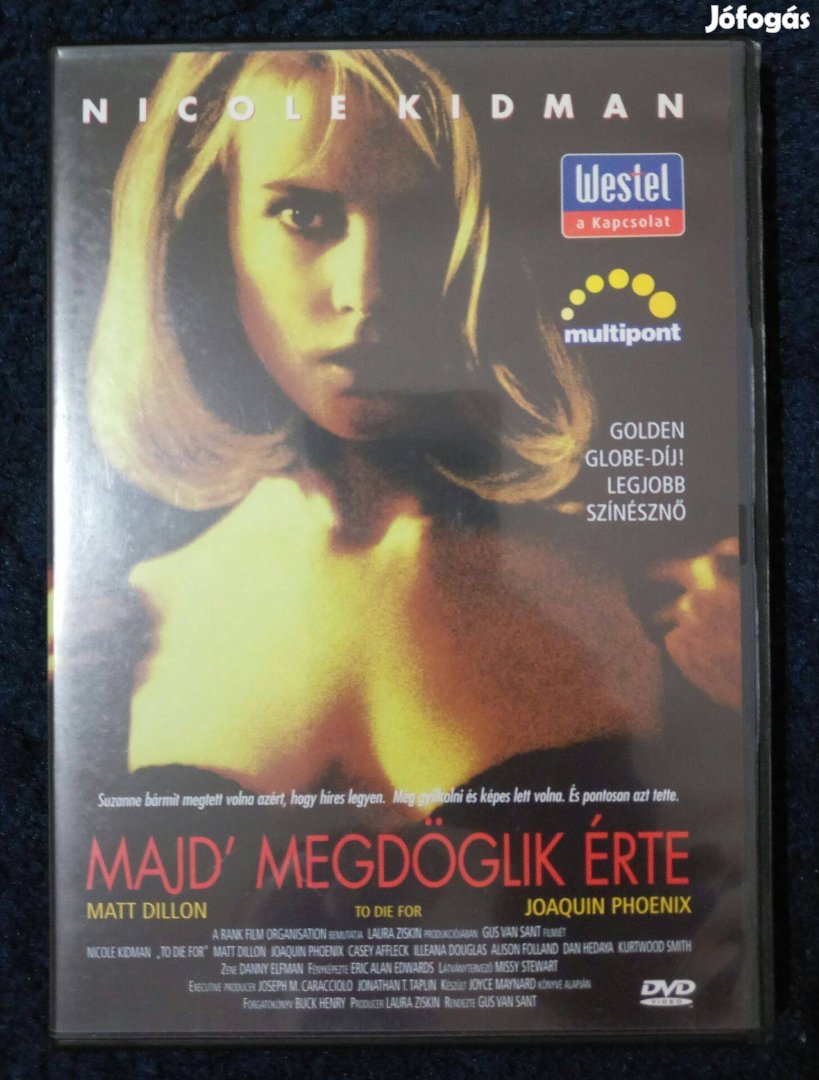 Jófogás
NICOLE KIDMAN
Westel
a Kapcsolat
multipont
GOLDEN
GLOBE-DÍJ!
LEGJOBB
SZÍNÉSZNŐ
Suzanne bármit megtett volna azért, hogy híres legyen. Még gyilkolni és képes lett volna. És pontosan azt tette.
MAJD' MEGDÖGLIK ÉRTE
MATT DILLON TO DIE FOR JOAQUIN PHOENIX
A RANK FILM ORGANISATION BEMUTATJA LAURA ZISKIN PRODUKCIÓJÁBAN GUS VAN SANT FILMJÉT
NICOLE KIDMAN „TO DIE FOR” MATT DILLON JOAQUIN PHOENIX CASEY AFFLECK ILLEANA DOUGLAS ALISON FOLLAND DAN HEDAYA KURTWOOD SMITH
ZENE DANNY ELFMAN FÉNYKÉPEZTE ERIC ALAN EDWARDS LÁTVÁNYTERVEZŐ MISSY STEWART
EXECUTIVE PRODUCER JOSEPH M. CARACCIOLO JONATHAN T. TAPLIN KÉSZÜLT JOYCE MAYNARD KÖNYVE ALAPJÁN
FORGATÓKÖNYV BUCK HENRY PRODUCER LAURA ZISKIN RENDEZTE GUS VAN SANT
DVD
VIDEO